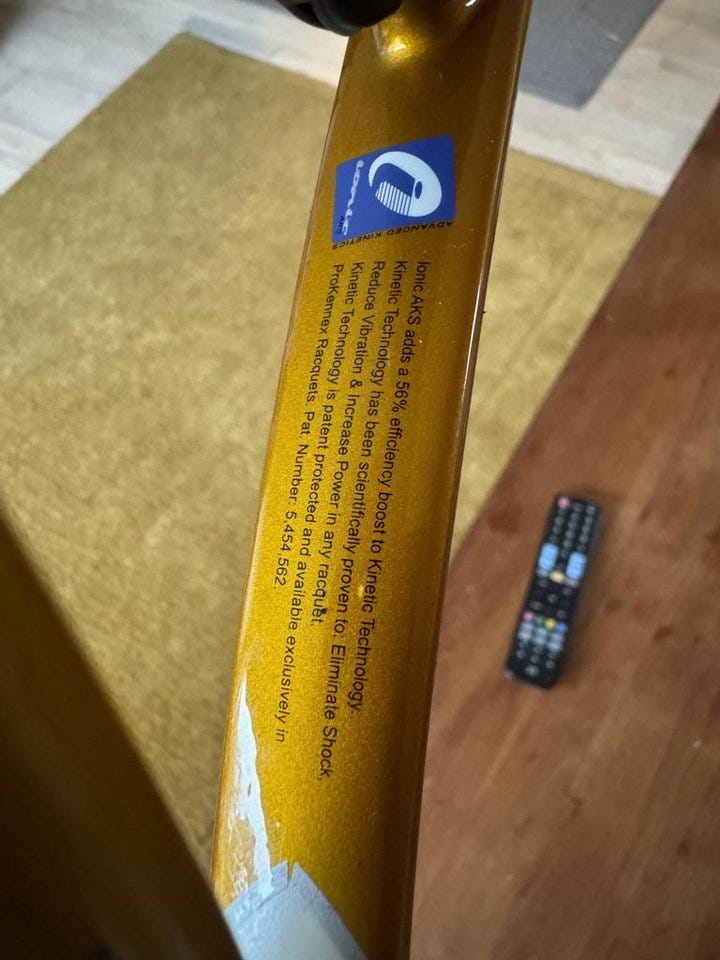 ionic
ADVANCED KINETICS
Ionic AKS adds a 56% efficiency boost to Kinetic Technology.
Kinetic Technology has been scientifically proven to: Eliminate Shock,
Reduce Vibration & Increase Power in any racquet.
Kinetic Technology is patent protected and available exclusively in
ProKennex Racquets. Pat. Number: 5,454,562.